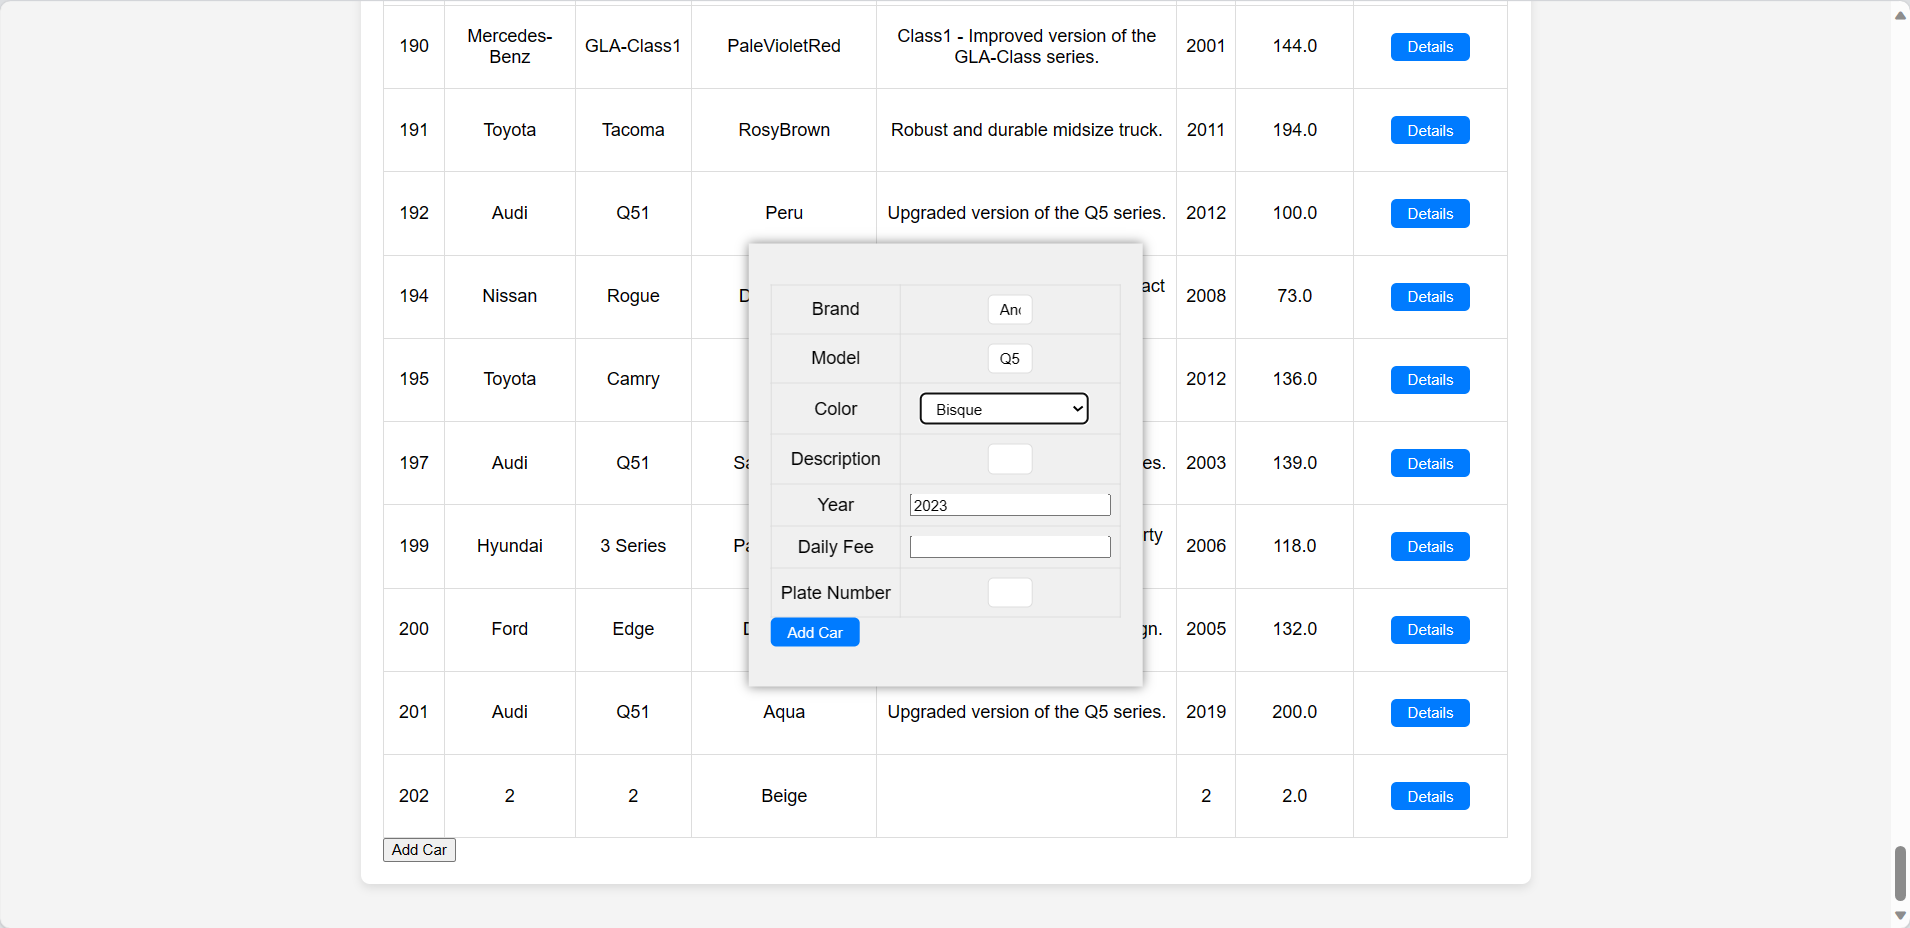 190 Mercedes-Benz GLA-Class1 PaleVioletRed Class1 - Improved version of the GLA-Class series. 2001 144.0 Details
191 Toyota Tacoma RosyBrown Robust and durable midsize truck. 2011 194.0 Details
192 Audi Q51 Peru Upgraded version of the Q5 series. 2012 100.0 Details
194 Nissan Rogue 2008 73.0 Details
195 Toyota Camry 2012 136.0 Details
197 Audi Q51 2003 139.0 Details
199 Hyundai 3 Series 2006 118.0 Details
200 Ford Edge 2005 132.0 Details
201 Audi Q51 Aqua Upgraded version of the Q5 series. 2019 200.0 Details
202 2 2 Beige 2 2.0 Details
Add Car
Brand
Model Q5
Color Bisque
Description
Year 2023
Daily Fee
Plate Number
Add Car